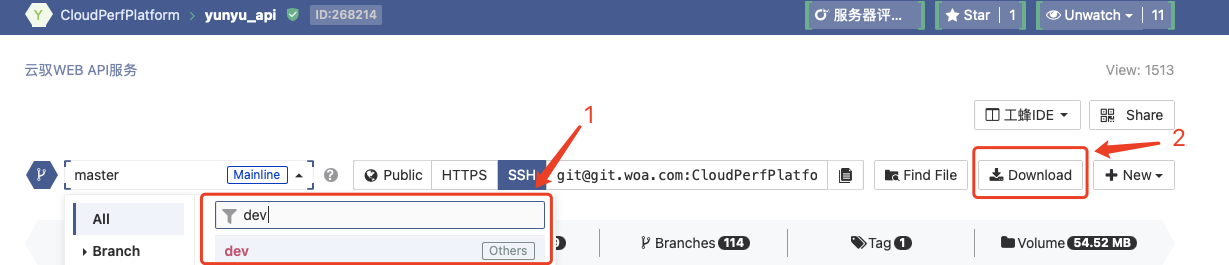 Y CloudPerfPlatform > yunyu_api ID:268214 服务器评... Star 1 Unwatch 11
云驭WEB API服务 View: 1513
1
工蜂IDE Share
2
master Mainline ? Public HTTPS SSH git@git.woa.com:CloudPerfPlatfo Find File Download + New
All dev
Branch dev Others Branches 114 Tag 1 Volume 54.52 MB